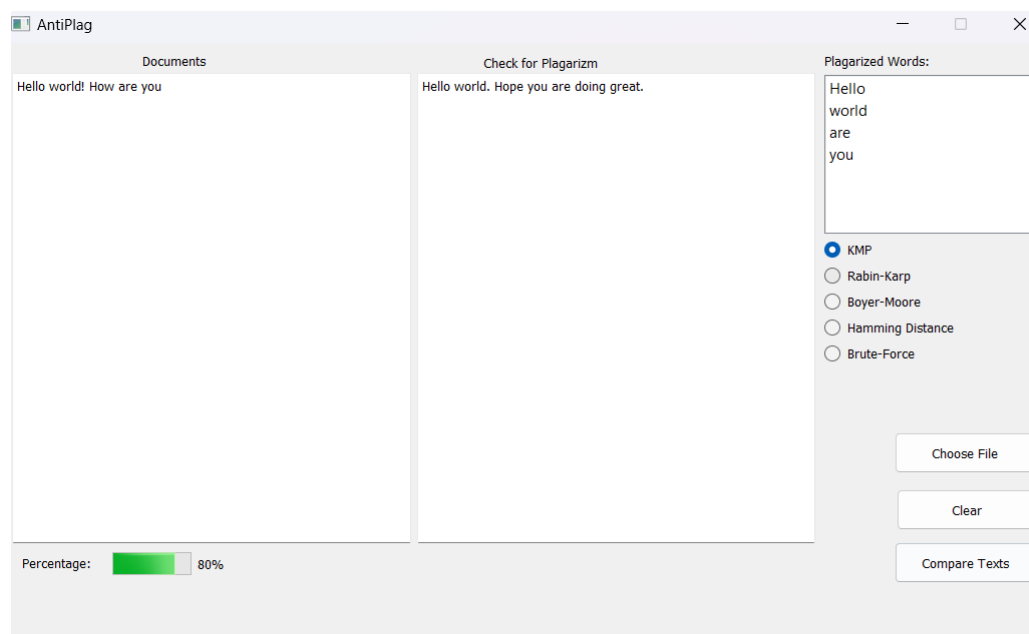 AntiPlag
Documents
Check for Plagarizm
Plagarized Words:
Hello world! How are you
Hello world. Hope you are doing great.
Hello
world
are
you
KMP
Rabin-Karp
Boyer-Moore
Hamming Distance
Brute-Force
Choose File
Clear
Compare Texts
Percentage:
80%